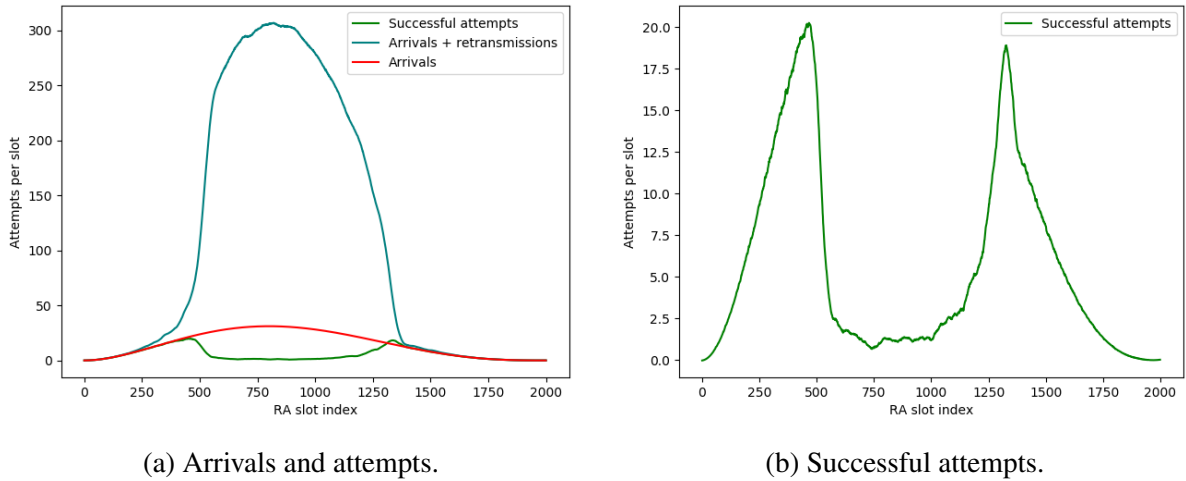 Successful attempts
Arrivals + retransmissions
Arrivals
Attempts per slot
300
250
200
150
100
50
0
0 250 500 750 1000 1250 1500 1750 2000
RA slot index
(a) Arrivals and attempts.
Successful attempts
Attempts per slot
20.0
17.5
15.0
12.5
10.0
7.5
5.0
2.5
0.0
0 250 500 750 1000 1250 1500 1750 2000
RA slot index
(b) Successful attempts.